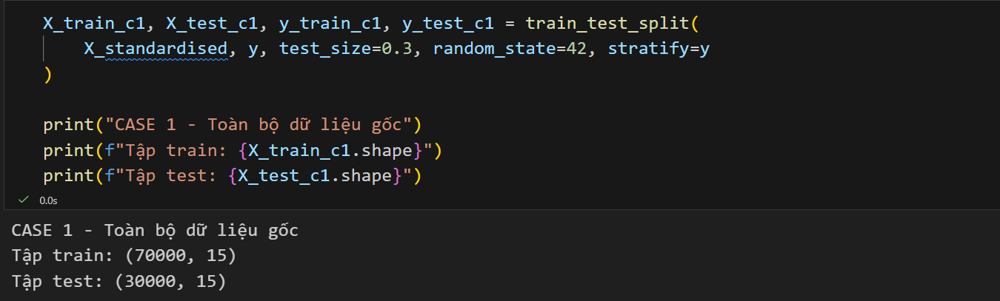 X_train_c1, X_test_c1, y_train_c1, y_test_c1 = train_test_split(
    X_standardised, y, test_size=0.3, random_state=42, stratify=y
)
print("CASE 1 - Toàn bộ dữ liệu gốc")
print(f"Tập train: {X_train_c1.shape}")
print(f"Tập test: {X_test_c1.shape}")
0.0s
CASE 1 - Toàn bộ dữ liệu gốc
Tập train: (70000, 15)
Tập test: (30000, 15)